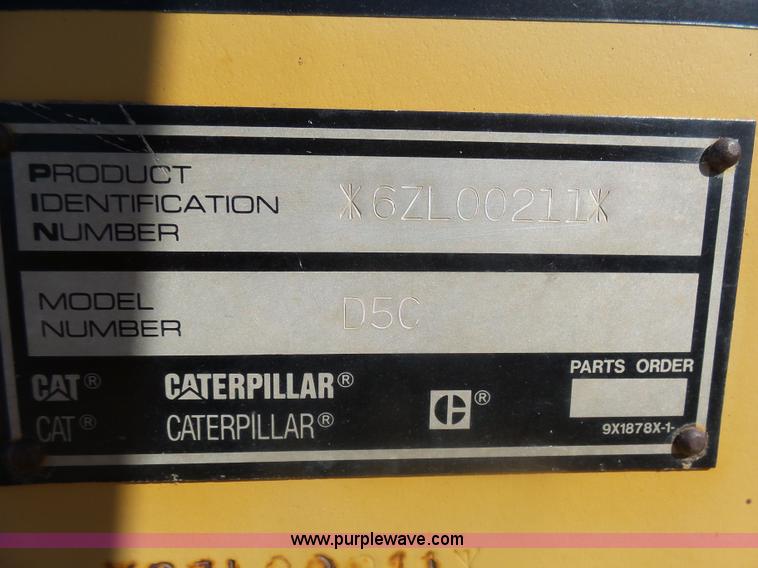 PRODUCT
IDENTIFICATION
NUMBER
*6ZL00211*
MODEL
NUMBER
D5C
CAT® CATERPILLAR®
CAT® CATERPILLAR®
C ®
PARTS ORDER
9X1878X-1-
www.purplewave.com